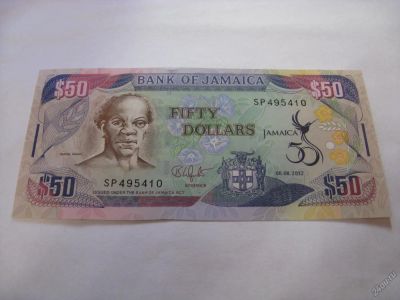 $50 BANK OF JAMAICA $50
SP495410
FIFTY
DOLLARS
JAMAICA
50
SP495410
06.08.2012
GOVERNOR
$50 ISSUED UNDER THE BANK OF JAMAICA ACT $50